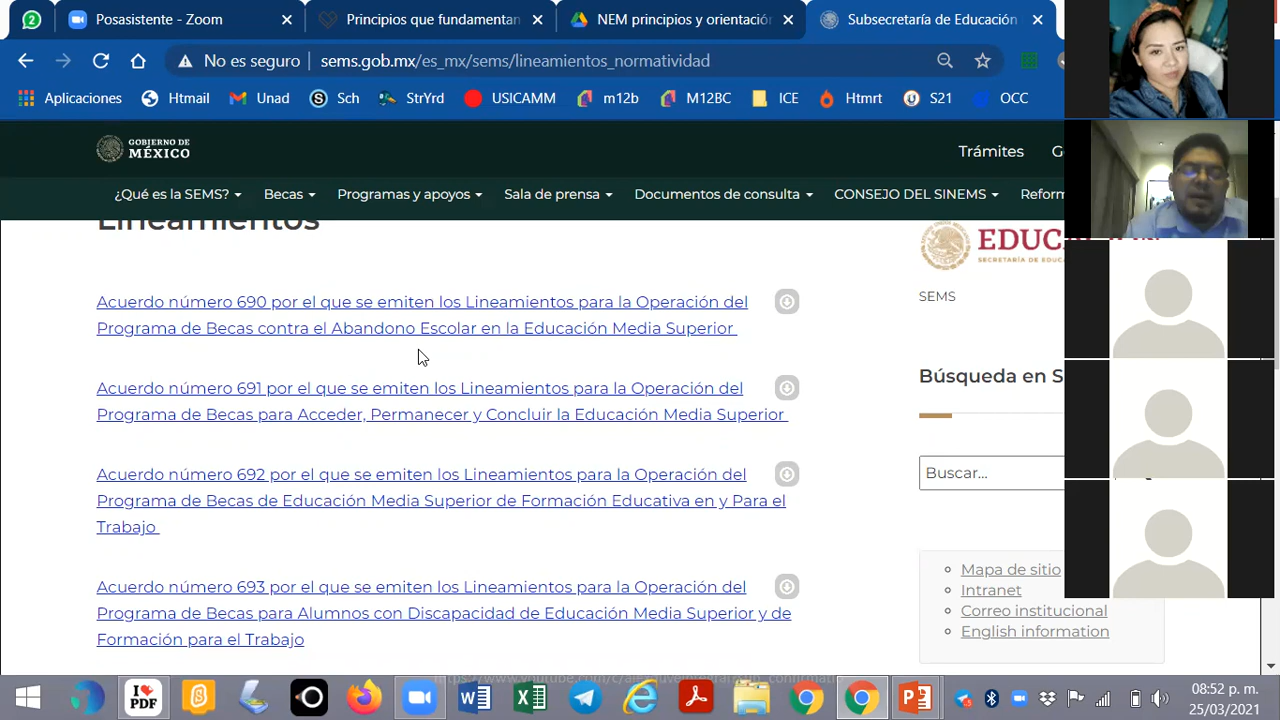 2
Posasistente - Zoom
Principios que fundamentan
NEM principios y orientación
Subsecretaría de Educación
No es seguro
sems.gob.mx/es_mx/sems/lineamientos_normatividad
Aplicaciones
Htmail
Unad
Sch
StrYrd
USICAMM
m12b
M12BC
ICE
Htmrt
S21
OCC
GOBIERNO DE
MÉXICO
Trámites
G
¿Qué es la SEMS?
Becas
Programas y apoyos
Sala de prensa
Documentos de consulta
CONSEJO DEL SINEMS
Reform
Lineamientos
EDUC
SECRETARÍA DE EDUC
SEMS
Acuerdo número 690 por el que se emiten los Lineamientos para la Operación del
Programa de Becas contra el Abandono Escolar en la Educación Media Superior
Acuerdo número 691 por el que se emiten los Lineamientos para la Operación del
Programa de Becas para Acceder, Permanecer y Concluir la Educación Media Superior
Acuerdo número 692 por el que se emiten los Lineamientos para la Operación del
Programa de Becas de Educación Media Superior de Formación Educativa en y Para el
Trabajo
Acuerdo número 693 por el que se emiten los Lineamientos para la Operación del
Programa de Becas para Alumnos con Discapacidad de Educación Media Superior y de
Formación para el Trabajo
Búsqueda en S
Buscar...
Mapa de sitio
Intranet
Correo institucional
English information
I
PDF
08:52 p. m.
25/03/2021